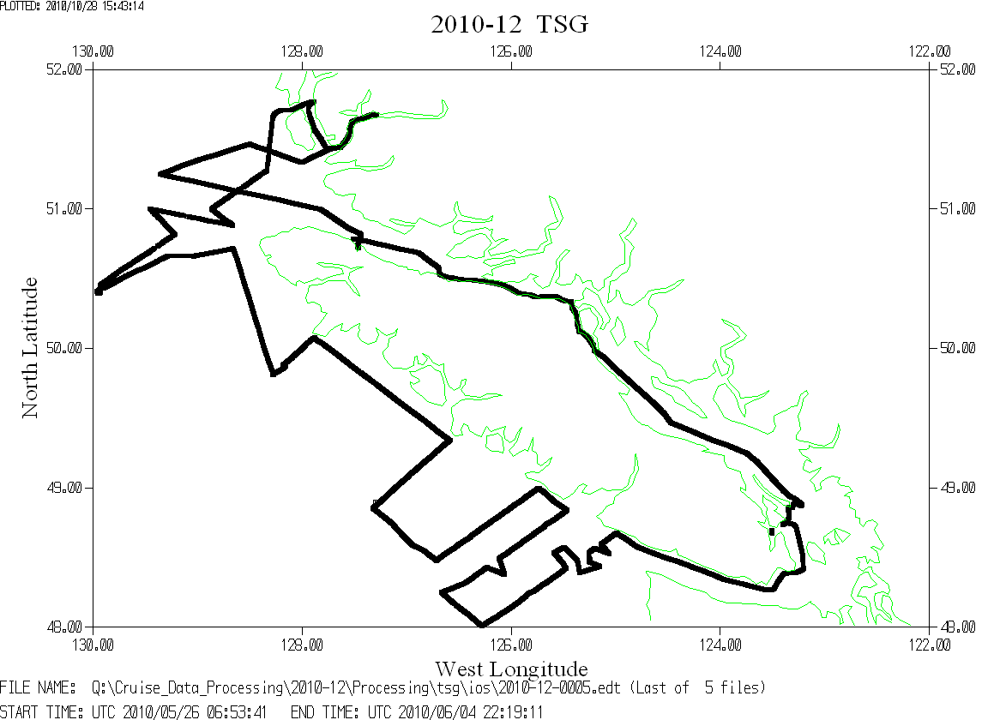 PLOTTED: 2010/10/28 15:43:14
2010-12 TSG
130.00 128.00 126.00 124.00 122.00
52.00 52.00
51.00 51.00
North Latitude
50.00 50.00
49.00 49.00
48.00 48.00
130.00 128.00 126.00 124.00 122.00
West Longitude
FILE NAME: Q:\Cruise_Data_Processing\2010-12\Processing\tsg\ios\2010-12-0005.edt (Last of 5 files)
START TIME: UTC 2010/05/26 06:53:41 END TIME: UTC 2010/06/04 22:19:11